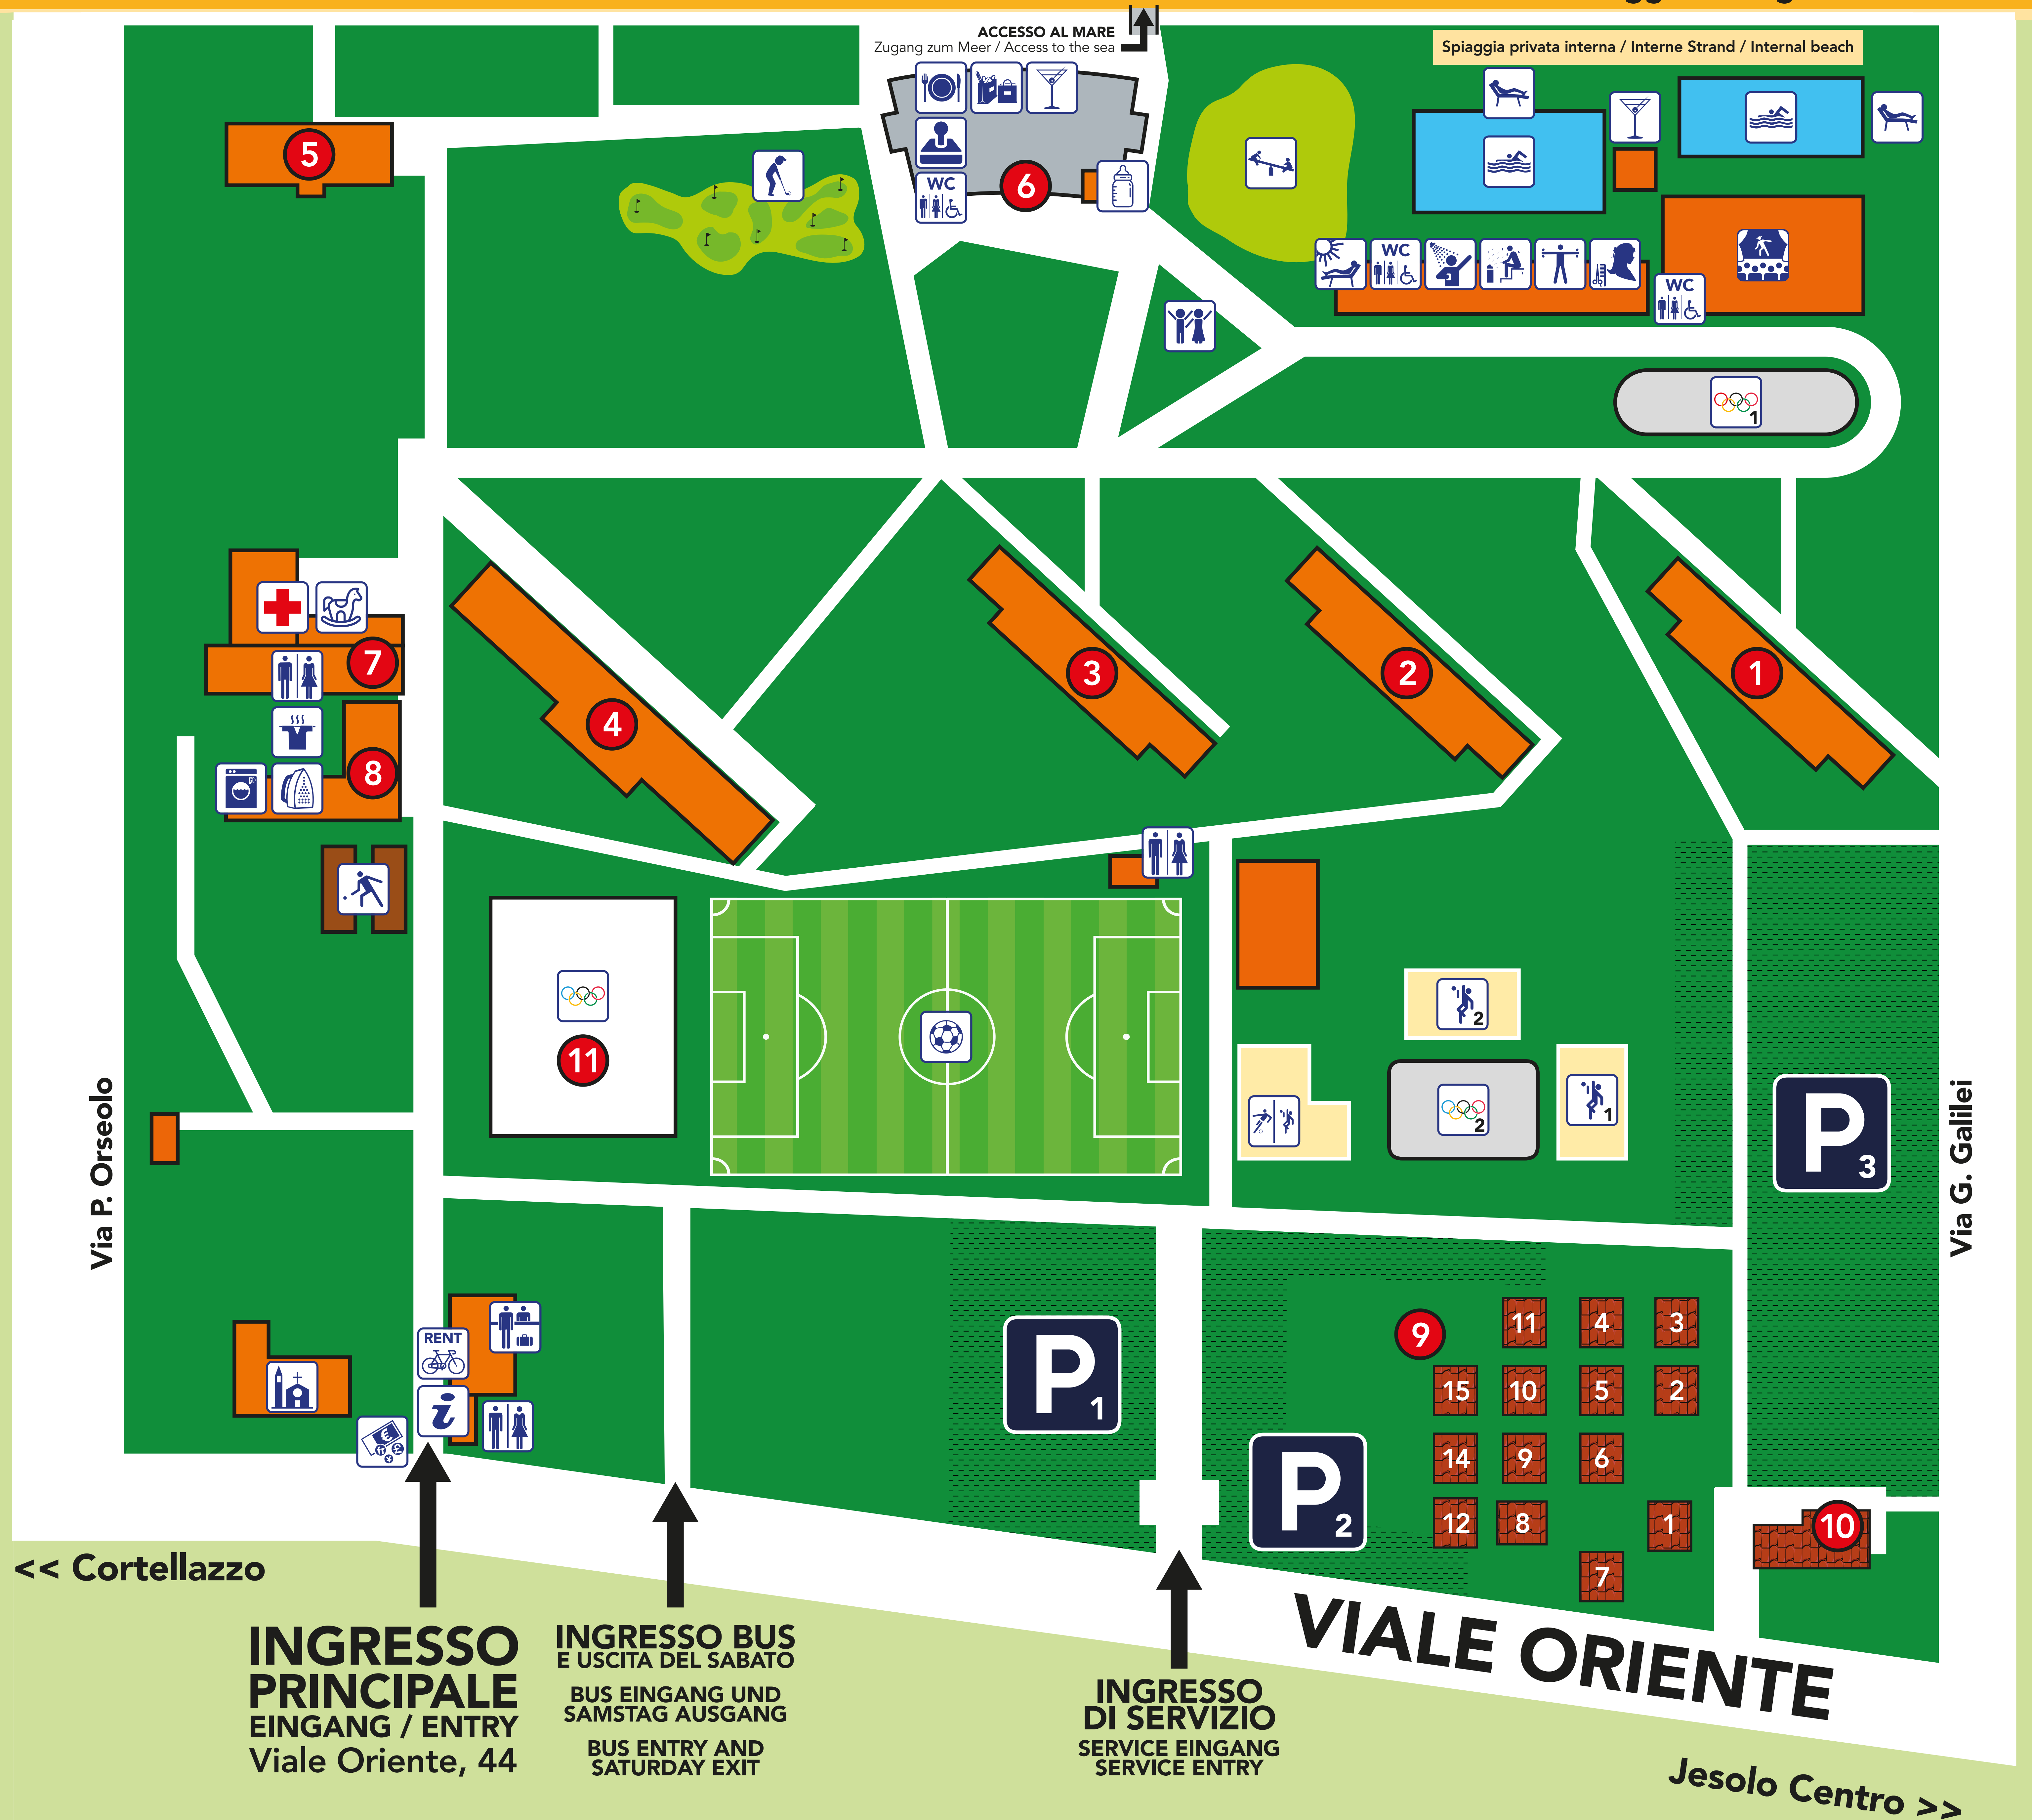 ACCESSO AL MARE
Zugang zum Meer / Access to the sea
Spiaggia privata interna / Interne Strand / Internal beach
5
WC
6
WC
WC
1
7
8
4
3
2
1
11
2
2
1
P
3
Via P. Orseolo
Via G. Galilei
RENT
i
€
£
¥
P
1
P
2
9
11
4
3
15
10
5
2
14
9
6
12
8
1
7
10
<< Cortellazzo
INGRESSO
PRINCIPALE
EINGANG / ENTRY
Viale Oriente, 44
INGRESSO BUS
E USCITA DEL SABATO
BUS EINGANG UND
SAMSTAG AUSGANG
BUS ENTRY AND
SATURDAY EXIT
INGRESSO
DI SERVIZIO
SERVICE EINGANG
SERVICE ENTRY
VIALE ORIENTE
Jesolo Centro >>